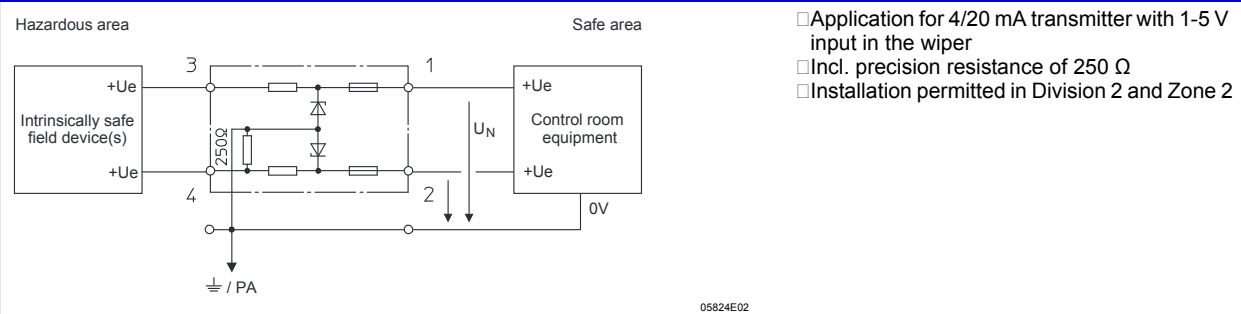 Hazardous area
Safe area
3
1
+Ue
+Ue
Intrinsically safe
field device(s)
250Ω
U_N
Control room
equipment
+Ue
+Ue
4
2
0V
/ PA
05824E02
□Application for 4/20 mA transmitter with 1-5 V
input in the wiper
□Incl. precision resistance of 250 Ω
□Installation permitted in Division 2 and Zone 2